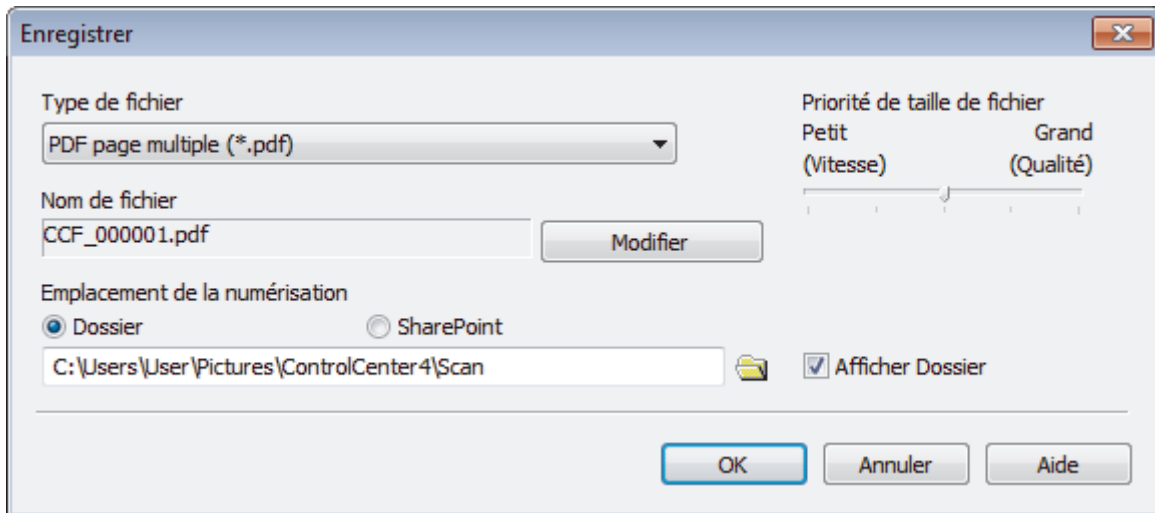 Enregistrer
Type de fichier
PDF page multiple (*.pdf)
Priorité de taille de fichier
Petit Grand
(Vitesse) (Qualité)
Nom de fichier
CCF_000001.pdf
Modifier
Emplacement de la numérisation
Dossier SharePoint
C:\Users\User\Pictures\ControlCenter4\Scan
Afficher Dossier
OK Annuler Aide